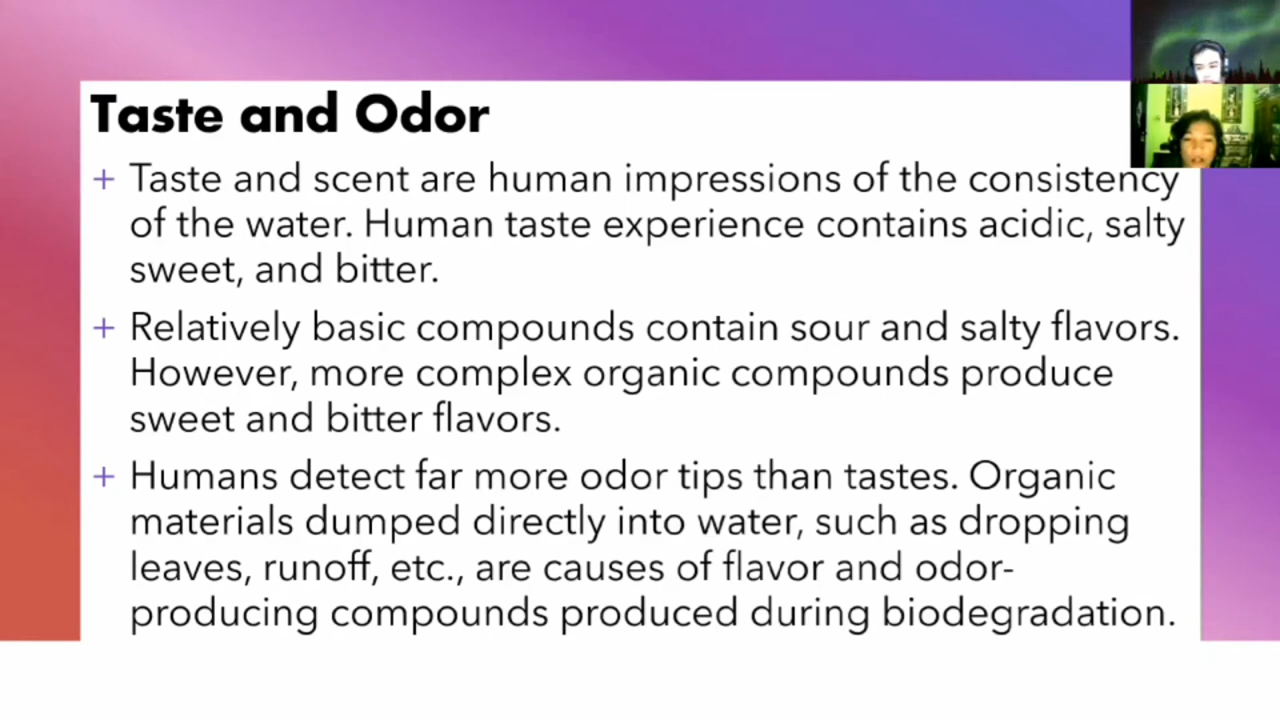 Taste and Odor
+ Taste and scent are human impressions of the consistency
of the water. Human taste experience contains acidic, salty
sweet, and bitter.
+ Relatively basic compounds contain sour and salty flavors.
However, more complex organic compounds produce
sweet and bitter flavors.
+ Humans detect far more odor tips than tastes. Organic
materials dumped directly into water, such as dropping
leaves, runoff, etc., are causes of flavor and odor-
producing compounds produced during biodegradation.